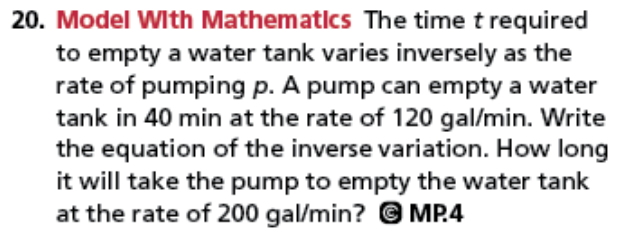 20. Model With Mathematics The time t required
to empty a water tank varies inversely as the
rate of pumping p. A pump can empty a water
tank in 40 min at the rate of 120 gal/min. Write
the equation of the inverse variation. How long
it will take the pump to empty the water tank
at the rate of 200 gal/min? © MP.4